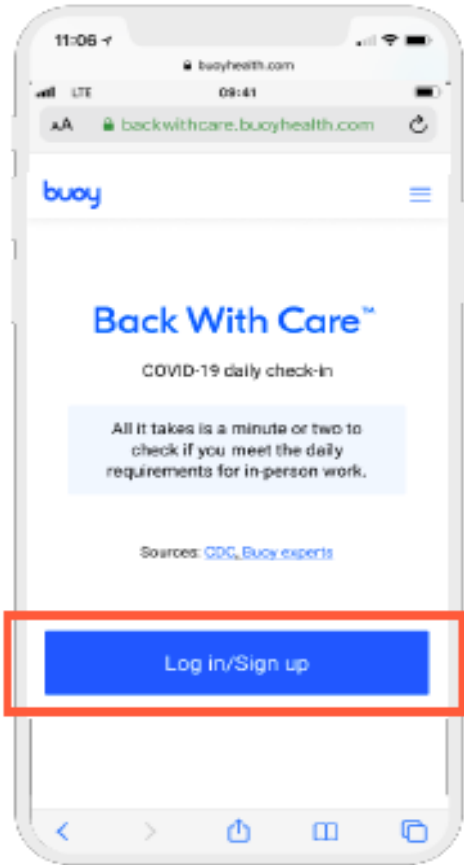 11:06
buoyhealth.com
LTE 09:41
AA backwithcare.buoyhealth.com
buoy
Back With Care™
COVID-19 daily check-in
All it takes is a minute or two to
check if you meet the daily
requirements for in-person work.
Sources: CDC, Buoy experts
Log in/Sign up